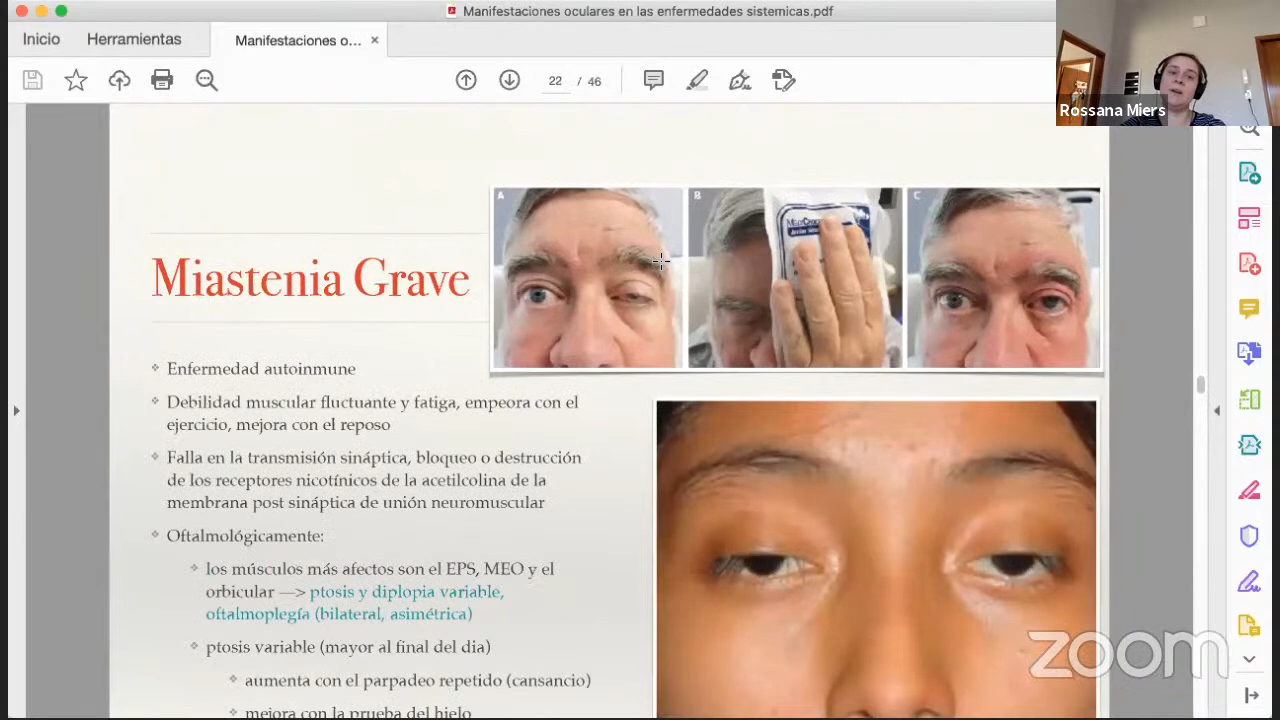 Manifestaciones oculares en las enfermedades sistemicas.pdf
Inicio
Herramientas
Manifestaciones o...
22 / 46
Rossana Miers
A
B
C
Miastenia Grave
Enfermedad autoinmune
Debilidad muscular fluctuante y fatiga, empeora con el
ejercicio, mejora con el reposo
Falla en la transmisión sináptica, bloqueo o destrucción
de los receptores nicotínicos de la acetilcolina de la
membrana post sináptica de unión neuromuscular
Oftalmológicamente:
los músculos más afectos son el EPS, MEO y el
orbicular —> ptosis y diplopia variable,
oftalmoplegía (bilateral, asimétrica)
ptosis variable (mayor al final del dia)
aumenta con el parpadeo repetido (cansancio)
mejora con la prueba del hielo
zoom